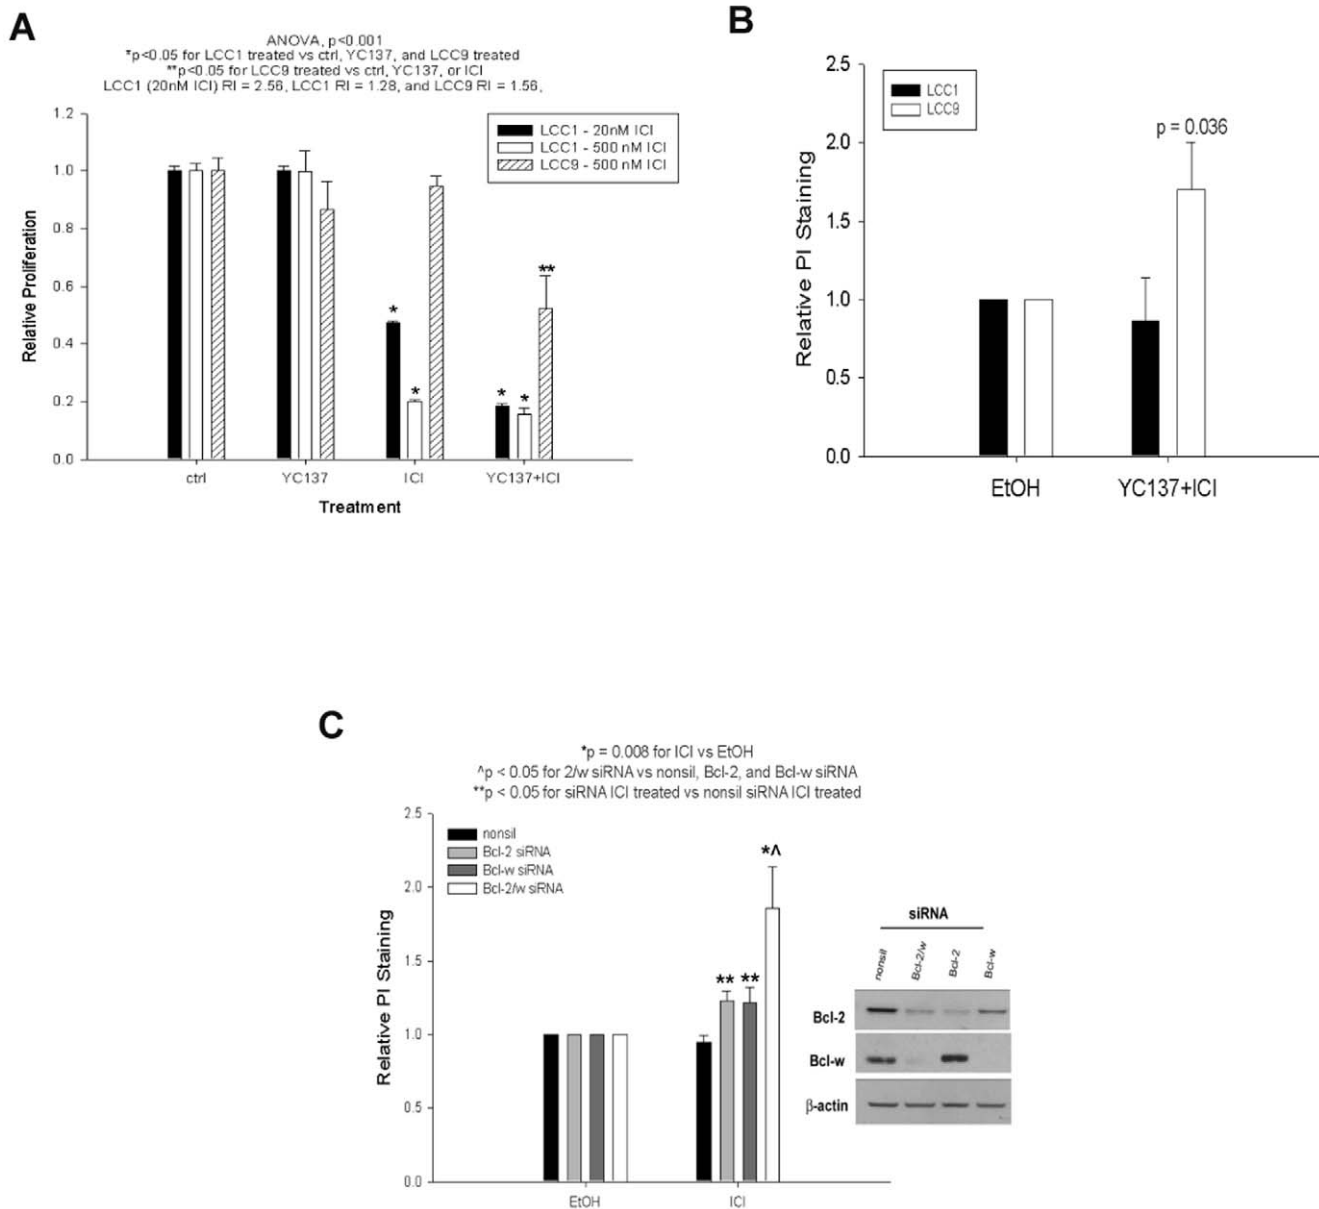 A
ANOVA, p<0.001
*p<0.05 for LCC1 treated vs ctrl, YC137, and LCC9 treated
**p<0.05 for LCC9 treated vs ctrl, YC137, or ICI
LCC1 (20nM ICI) RI = 2.56, LCC1 RI = 1.28, and LCC9 RI = 1.56,
1.2
1.0
0.8
0.6
0.4
0.2
0.0
Relative Proliferation
LCC1 - 20nM ICI
LCC1 - 500 nM ICI
LCC9 - 500 nM ICI
*
*
*
*
**
ctrl
YC137
ICI
YC137+ICI
Treatment
B
2.5
2.0
1.5
1.0
0.5
0.0
Relative PI Staining
LCC1
LCC9
p = 0.036
EtOH
YC137+ICI
C
*p = 0.008 for ICI vs EtOH
^p < 0.05 for 2/w siRNA vs nonsil, Bcl-2, and Bcl-w siRNA
**p < 0.05 for siRNA ICI treated vs nonsil siRNA ICI treated
2.5
2.0
1.5
1.0
0.5
0.0
Relative PI Staining
nonsil
Bcl-2 siRNA
Bcl-w siRNA
Bcl-2/w siRNA
**
**
*^
EtOH
ICI
siRNA
nonsil
Bcl-2/w
Bcl-2
Bcl-w
Bcl-2
Bcl-w
β-actin